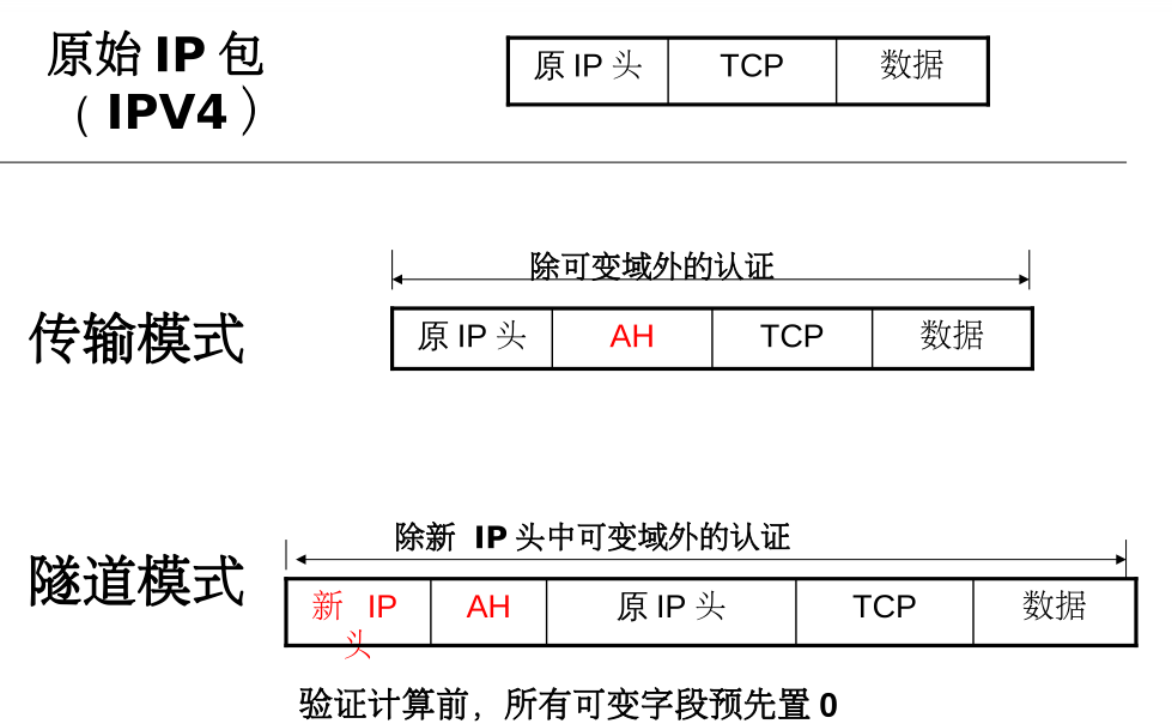 原始 IP 包
（ IPV4 ）
原 IP 头 TCP 数据
除可变域外的认证
传输模式
原 IP 头 AH TCP 数据
除新 IP 头中可变域外的认证
隧道模式
新 IP 头 AH 原 IP 头 TCP 数据
验证计算前，所有可变字段预先置 0